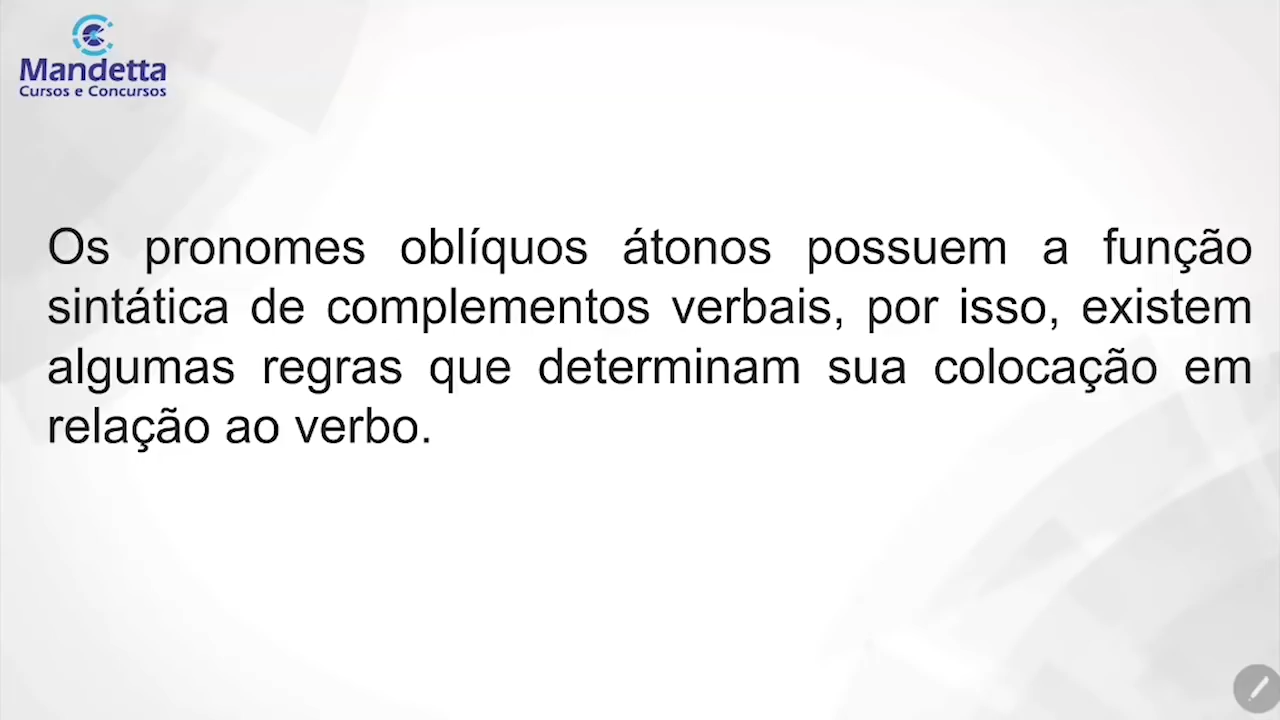 Mandetta
Cursos e Concursos
Os pronomes oblíquos átonos possuem a função
sintática de complementos verbais, por isso, existem
algumas regras que determinam sua colocação em
relação ao verbo.